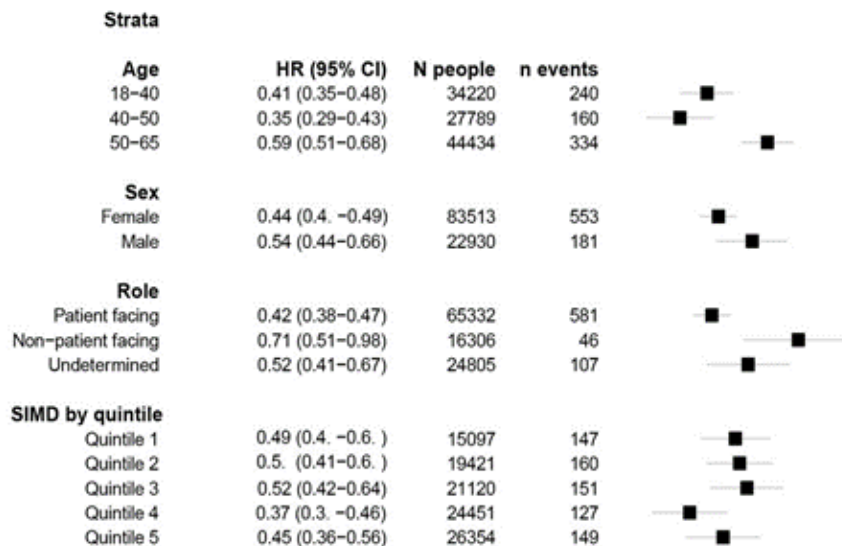 Strata
Age HR (95% CI) N people n events
18−40 0.41 (0.35−0.48) 34220 240
40−50 0.35 (0.29−0.43) 27789 160
50−65 0.59 (0.51−0.68) 44434 334
Sex
Female 0.44 (0.4. −0.49) 83513 553
Male 0.54 (0.44−0.66) 22930 181
Role
Patient facing 0.42 (0.38−0.47) 65332 581
Non−patient facing 0.71 (0.51−0.98) 16306 46
Undetermined 0.52 (0.41−0.67) 24805 107
SIMD by quintile
Quintile 1 0.49 (0.4. −0.6. ) 15097 147
Quintile 2 0.5. (0.41−0.6. ) 19421 160
Quintile 3 0.52 (0.42−0.64) 21120 151
Quintile 4 0.37 (0.3. −0.46) 24451 127
Quintile 5 0.45 (0.36−0.56) 26354 149